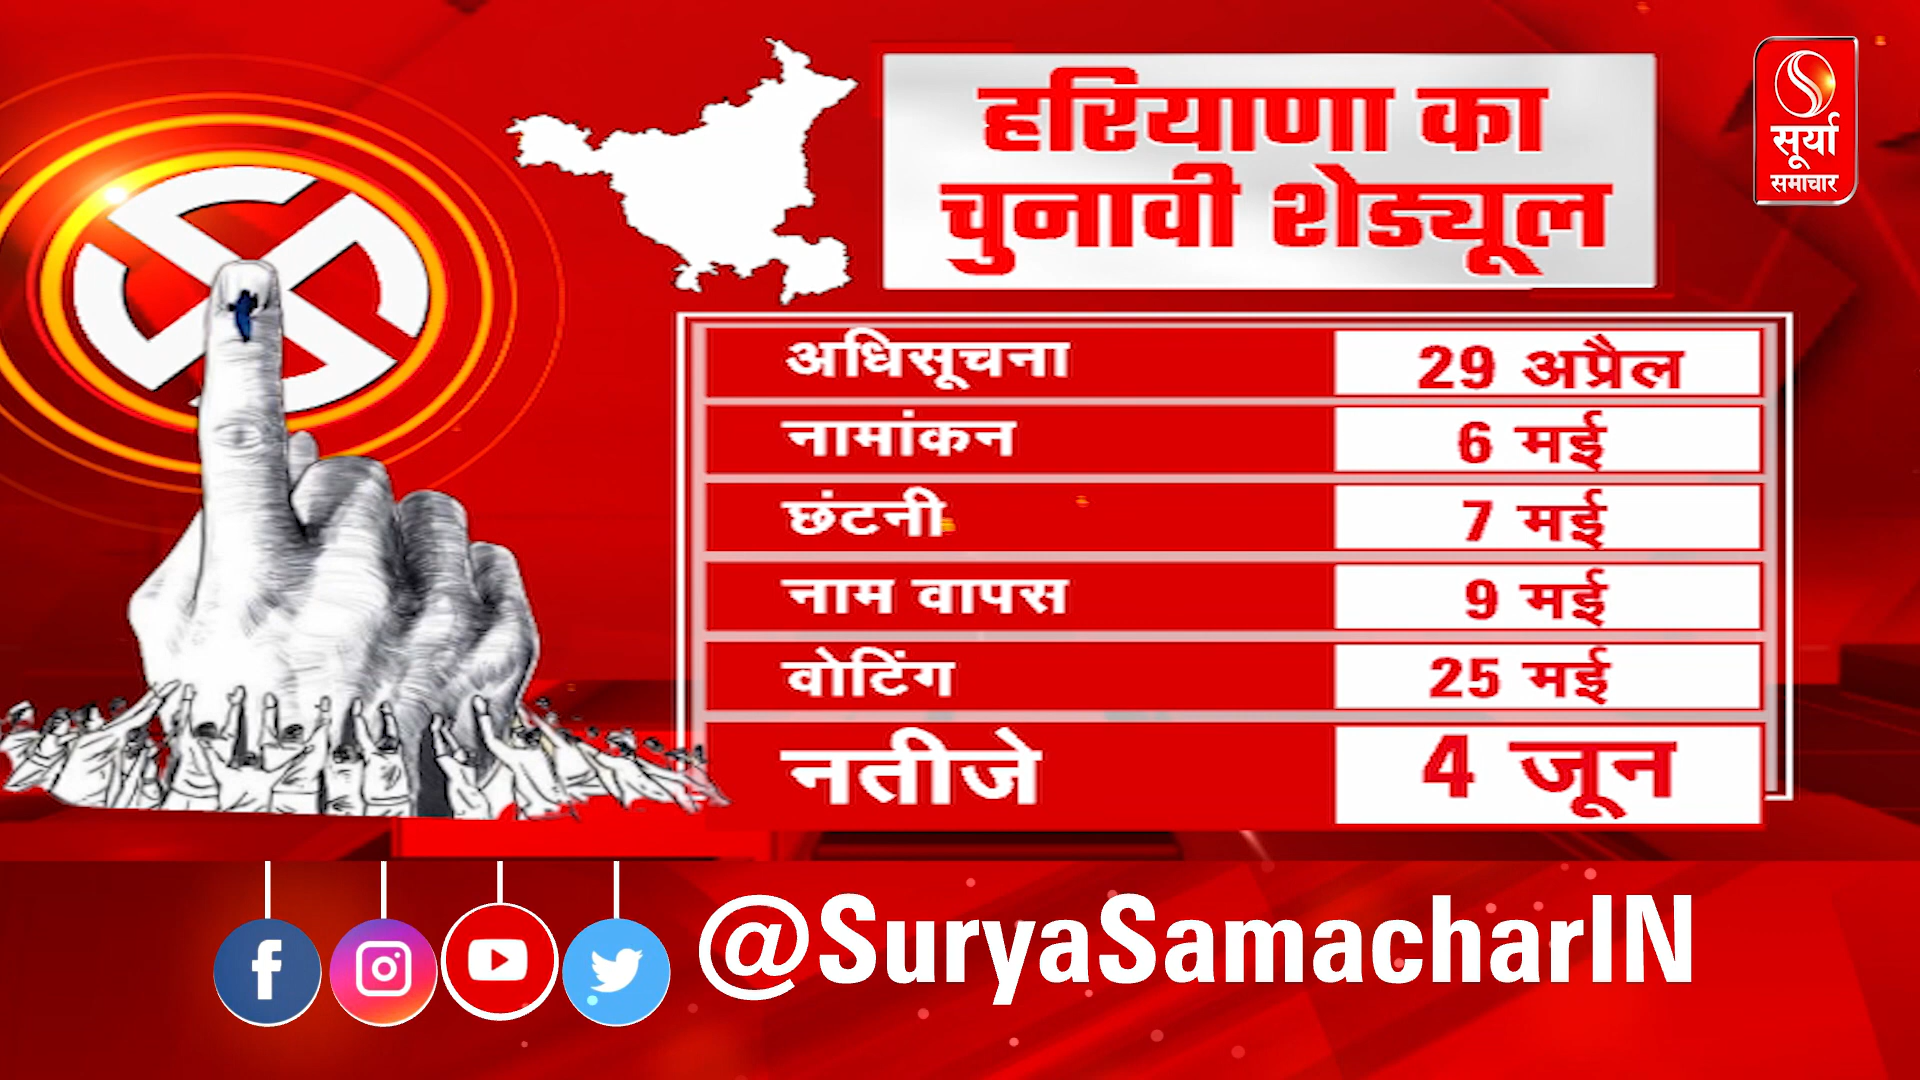 हरियाणा का
चुनावी शेड्यूल
सूर्या
समाचार
अधिसूचना 29 अप्रैल
नामांकन 6 मई
छंटनी 7 मई
नाम वापस 9 मई
वोटिंग 25 मई
नतीजे 4 जून
@SuryaSamacharIN